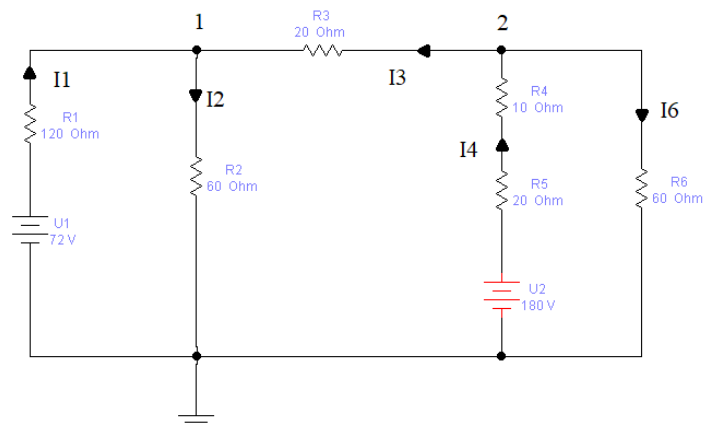 1
2
R3
20 Ohm
I1
I2
I3
R4
10 Ohm
I6
R1
120 Ohm
I4
R2
60 Ohm
R5
20 Ohm
R6
60 Ohm
U1
72 V
U2
180 V